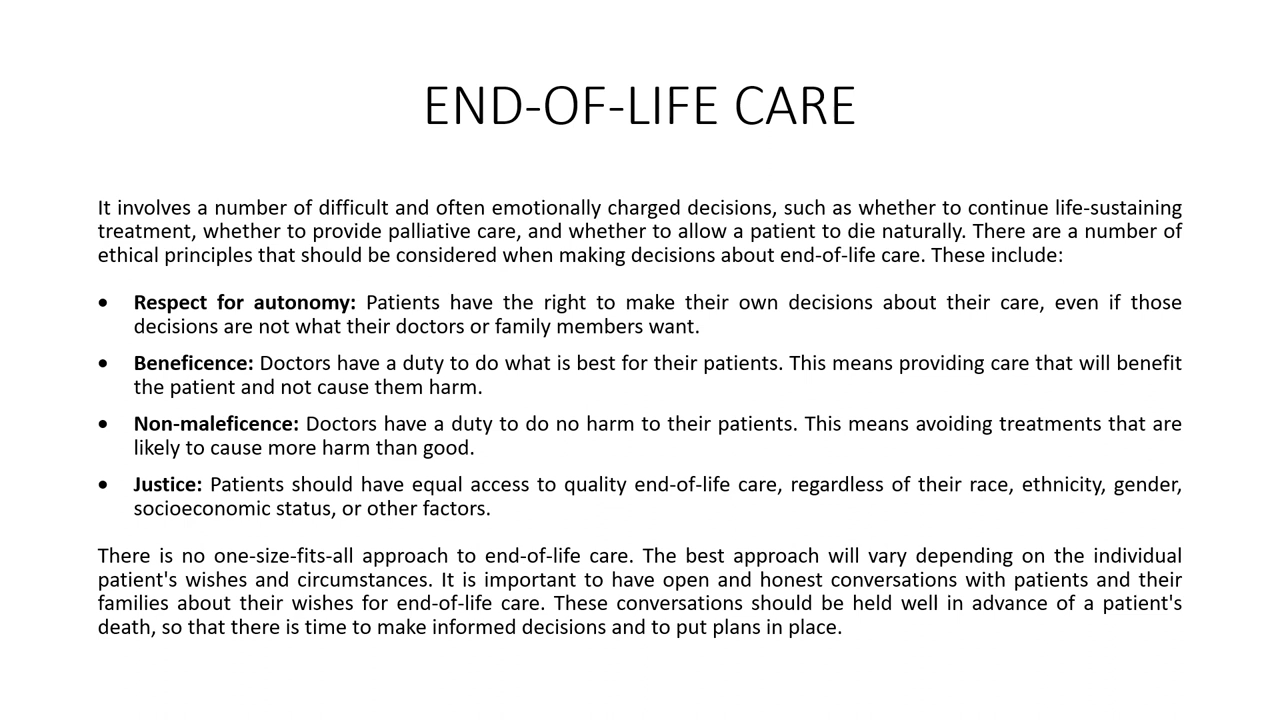 END-OF-LIFE CARE
It involves a number of difficult and often emotionally charged decisions, such as whether to continue life-sustaining
treatment, whether to provide palliative care, and whether to allow a patient to die naturally. There are a number of
ethical principles that should be considered when making decisions about end-of-life care. These include:
• Respect for autonomy: Patients have the right to make their own decisions about their care, even if those
decisions are not what their doctors or family members want.
• Beneficence: Doctors have a duty to do what is best for their patients. This means providing care that will benefit
the patient and not cause them harm.
• Non-maleficence: Doctors have a duty to do no harm to their patients. This means avoiding treatments that are
likely to cause more harm than good.
• Justice: Patients should have equal access to quality end-of-life care, regardless of their race, ethnicity, gender,
socioeconomic status, or other factors.
There is no one-size-fits-all approach to end-of-life care. The best approach will vary depending on the individual
patient's wishes and circumstances. It is important to have open and honest conversations with patients and their
families about their wishes for end-of-life care. These conversations should be held well in advance of a patient's
death, so that there is time to make informed decisions and to put plans in place.